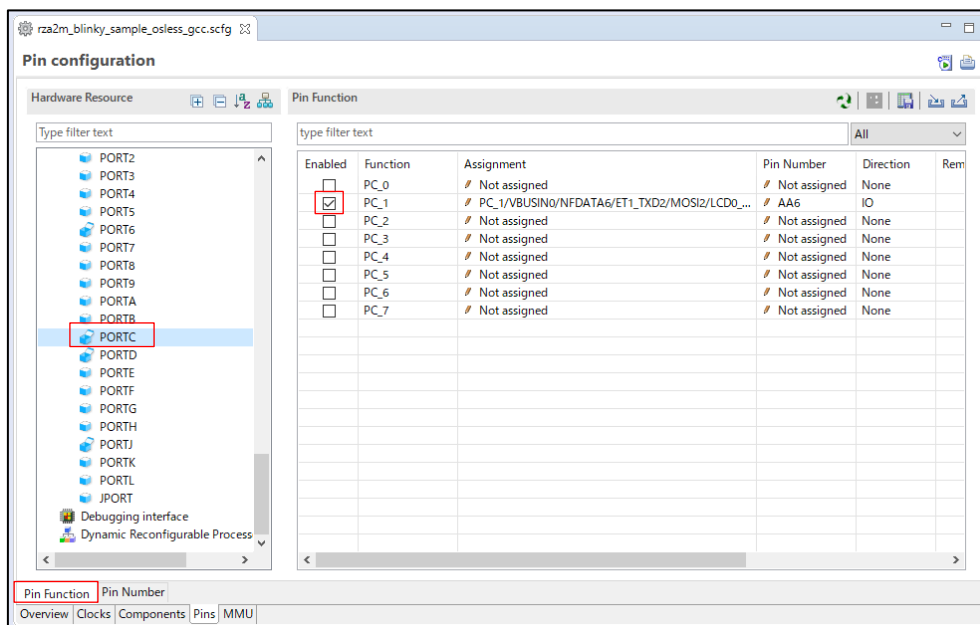 rza2m_blinky_sample_osless_gcc.scfg
Pin configuration
Hardware Resource
Type filter text
PORT2
PORT3
PORT4
PORT5
PORT6
PORT7
PORT8
PORT9
PORTA
PORTB
PORTC
PORTD
PORTE
PORTF
PORTG
PORTH
PORTJ
PORTK
PORTL
JPORT
Debugging interface
Dynamic Reconfigurable Process
Pin Function
type filter text All
Enabled Function Assignment Pin Number Direction Rem
PC_0 Not assigned Not assigned None
PC_1 PC_1/VBUSIN0/NFDATA6/ET1_TXD2/MOSI2/LCD0_... AA6 IO
PC_2 Not assigned Not assigned None
PC_3 Not assigned Not assigned None
PC_4 Not assigned Not assigned None
PC_5 Not assigned Not assigned None
PC_6 Not assigned Not assigned None
PC_7 Not assigned Not assigned None
Pin Function Pin Number
Overview Clocks Components Pins MMU